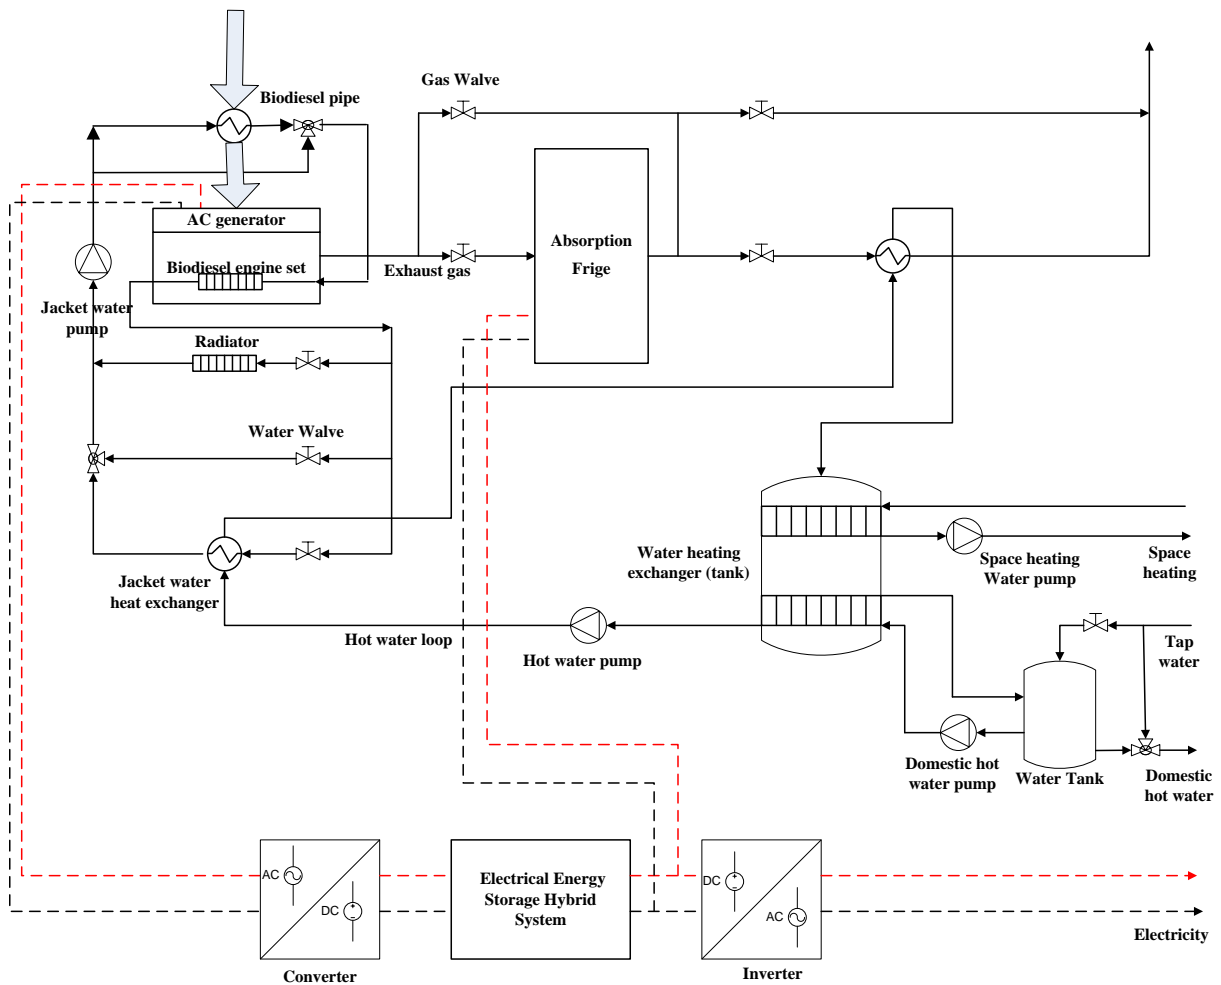 Gas Walve
Biodiesel pipe
AC generator
Biodiesel engine set
Exhaust gas
Absorption
Frige
Jacket water
pump
Radiator
Water Walve
Jacket water
heat exchanger
Hot water loop
Hot water pump
Water heating
exchanger (tank)
Space heating
Water pump
Space
heating
Tap
water
Domestic hot
water pump
Water Tank
Domestic
hot water
AC
DC
Converter
Electrical Energy
Storage Hybrid
System
DC
AC
Inverter
Electricity